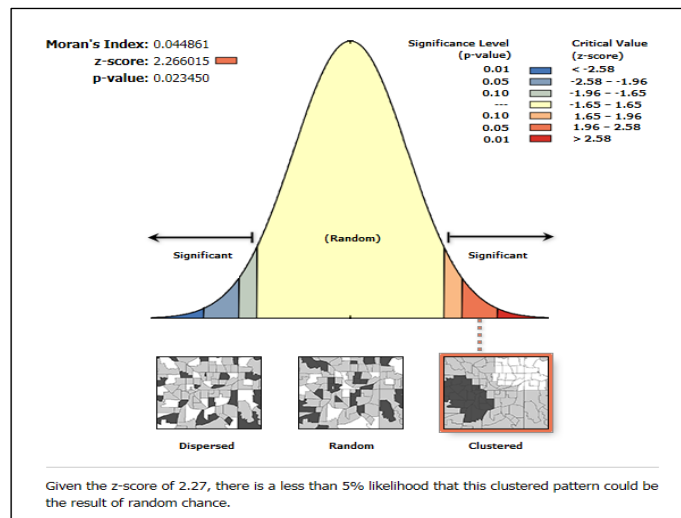 Moran's Index: 0.044861
z-score: 2.266015
p-value: 0.023450
Significance Level
(p-value)
Critical Value
(z-score)
0.01 < -2.58
0.05 -2.58 – -1.96
0.10 -1.96 – -1.65
--- -1.65 – 1.65
0.10 1.65 – 1.96
0.05 1.96 – 2.58
0.01 > 2.58
(Random)
Significant
Significant
Dispersed
Random
Clustered
Given the z-score of 2.27, there is a less than 5% likelihood that this clustered pattern could be
the result of random chance.